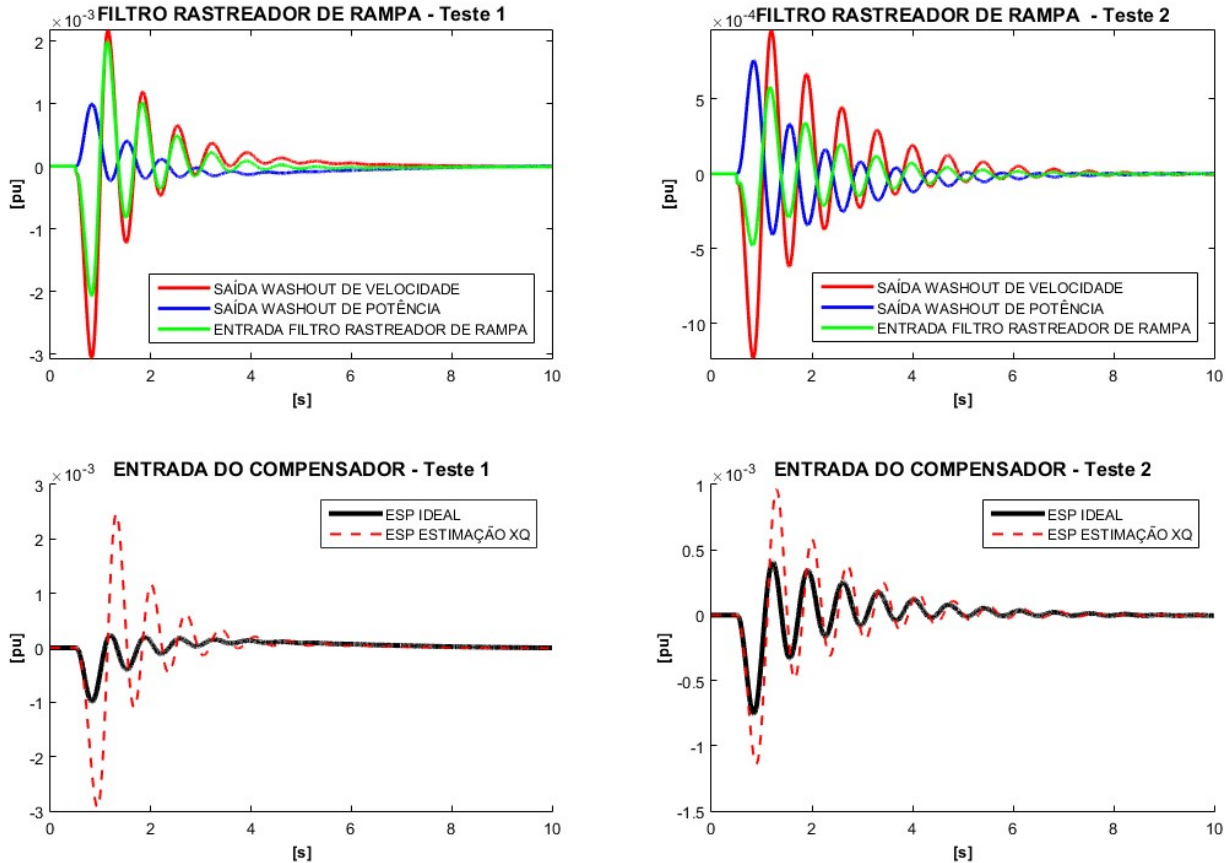 FILTRO RASTREADOR DE RAMPA - Teste 1
×10-3
2
1
0
-1
-2
-3
[pu]
SAÍDA WASHOUT DE VELOCIDADE
SAÍDA WASHOUT DE POTÊNCIA
ENTRADA FILTRO RASTREADOR DE RAMPA
0 2 4 6 8 10
[s]
FILTRO RASTREADOR DE RAMPA - Teste 2
×10-4
5
0
-5
-10
[pu]
SAÍDA WASHOUT DE VELOCIDADE
SAÍDA WASHOUT DE POTÊNCIA
ENTRADA FILTRO RASTREADOR DE RAMPA
0 2 4 6 8 10
[s]
ENTRADA DO COMPENSADOR - Teste 1
×10-3
3
2
1
0
-1
-2
-3
[pu]
ESP IDEAL
ESP ESTIMAÇÃO XQ
0 2 4 6 8 10
[s]
ENTRADA DO COMPENSADOR - Teste 2
×10-3
1
0.5
0
-0.5
-1
-1.5
[pu]
ESP IDEAL
ESP ESTIMAÇÃO XQ
0 2 4 6 8 10
[s]